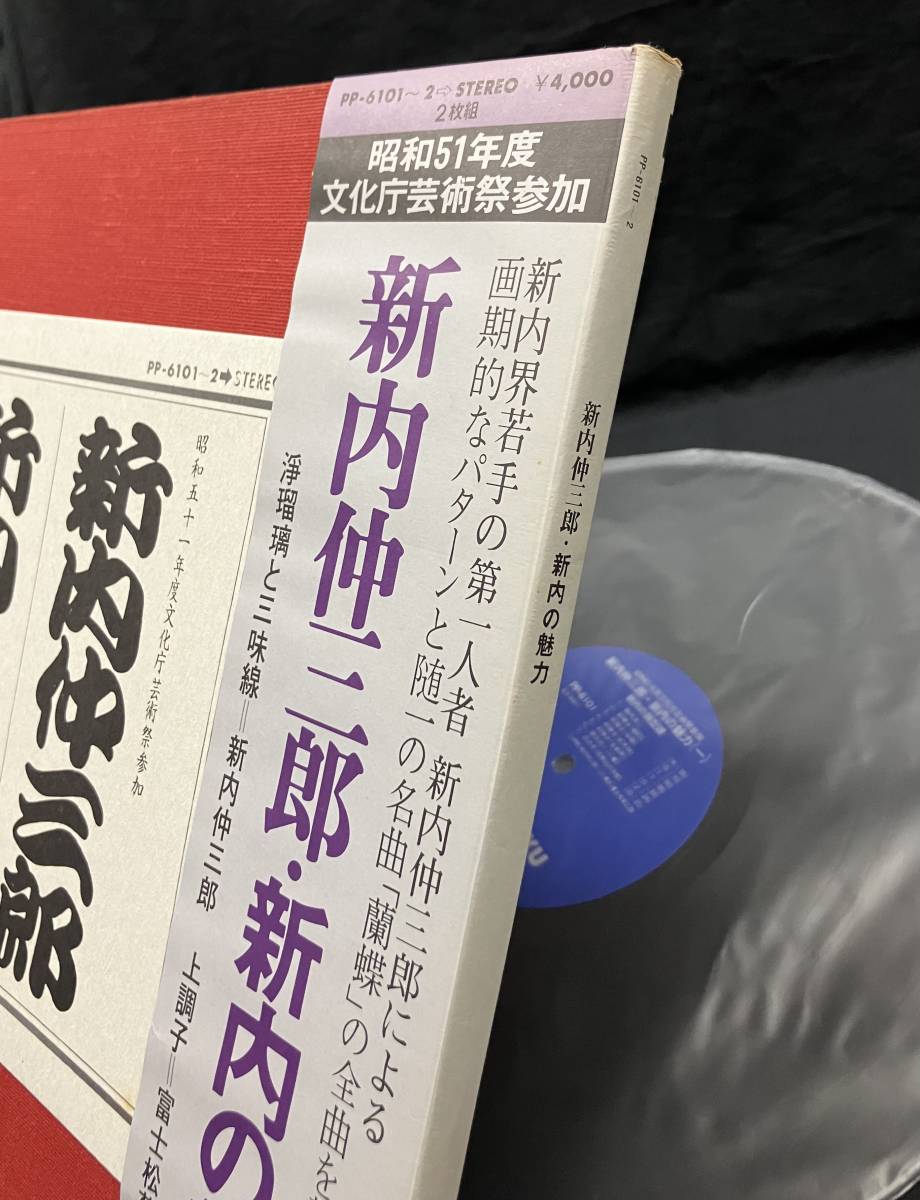 PP-6101~2⇨STEREO ¥4,000
2枚組
昭和51年度
文化庁芸術祭参加
新内界若手の第一人者 新内仲三郎による
画期的なパターンと随一の名曲「蘭蝶」の全曲を
新内仲三郎・新内の
浄瑠璃と三味線=新内仲三郎 上調子=富士松
PP-6101~2
新内仲三郎・新内の魅力
PP-6101~2➡STEREO
昭和五十一年度文化庁芸術祭参加
新内仲三郎
PP-6101